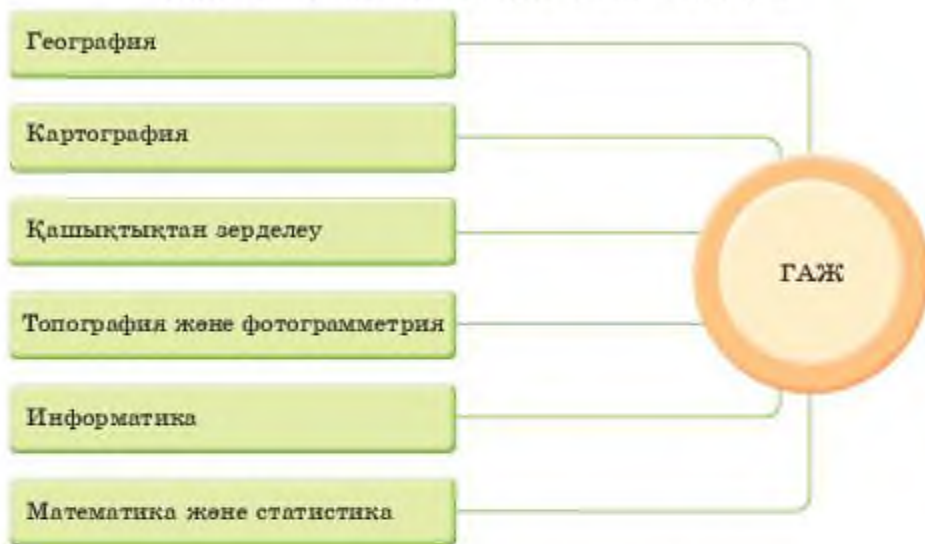 География
Картография
Қашықтықтан зерделеу
Топография және фотограмметрия
Информатика
Математика және статистика
ГАЖ